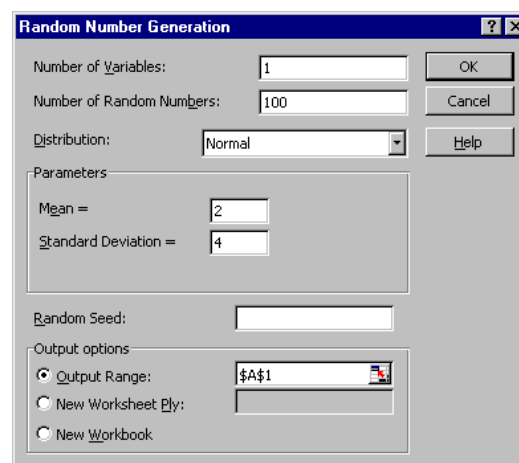 Random Number Generation
Number of Variables: 1 OK
Number of Random Numbers: 100 Cancel
Distribution: Normal Help
Parameters
Mean = 2
Standard Deviation = 4
Random Seed:
Output options
Output Range: $A$1
New Worksheet Ply:
New Workbook